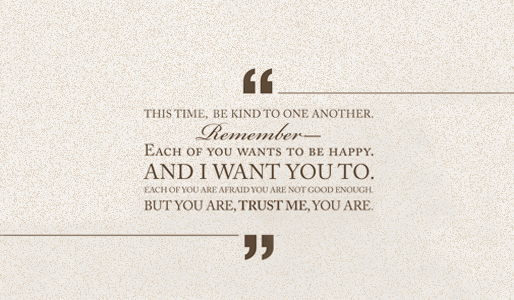 “
THIS TIME, BE KIND TO ONE ANOTHER.
Remember—
EACH OF YOU WANTS TO BE HAPPY.
AND I WANT YOU TO.
EACH OF YOU ARE AFRAID YOU ARE NOT GOOD ENOUGH.
BUT YOU ARE, TRUST ME, YOU ARE.
”